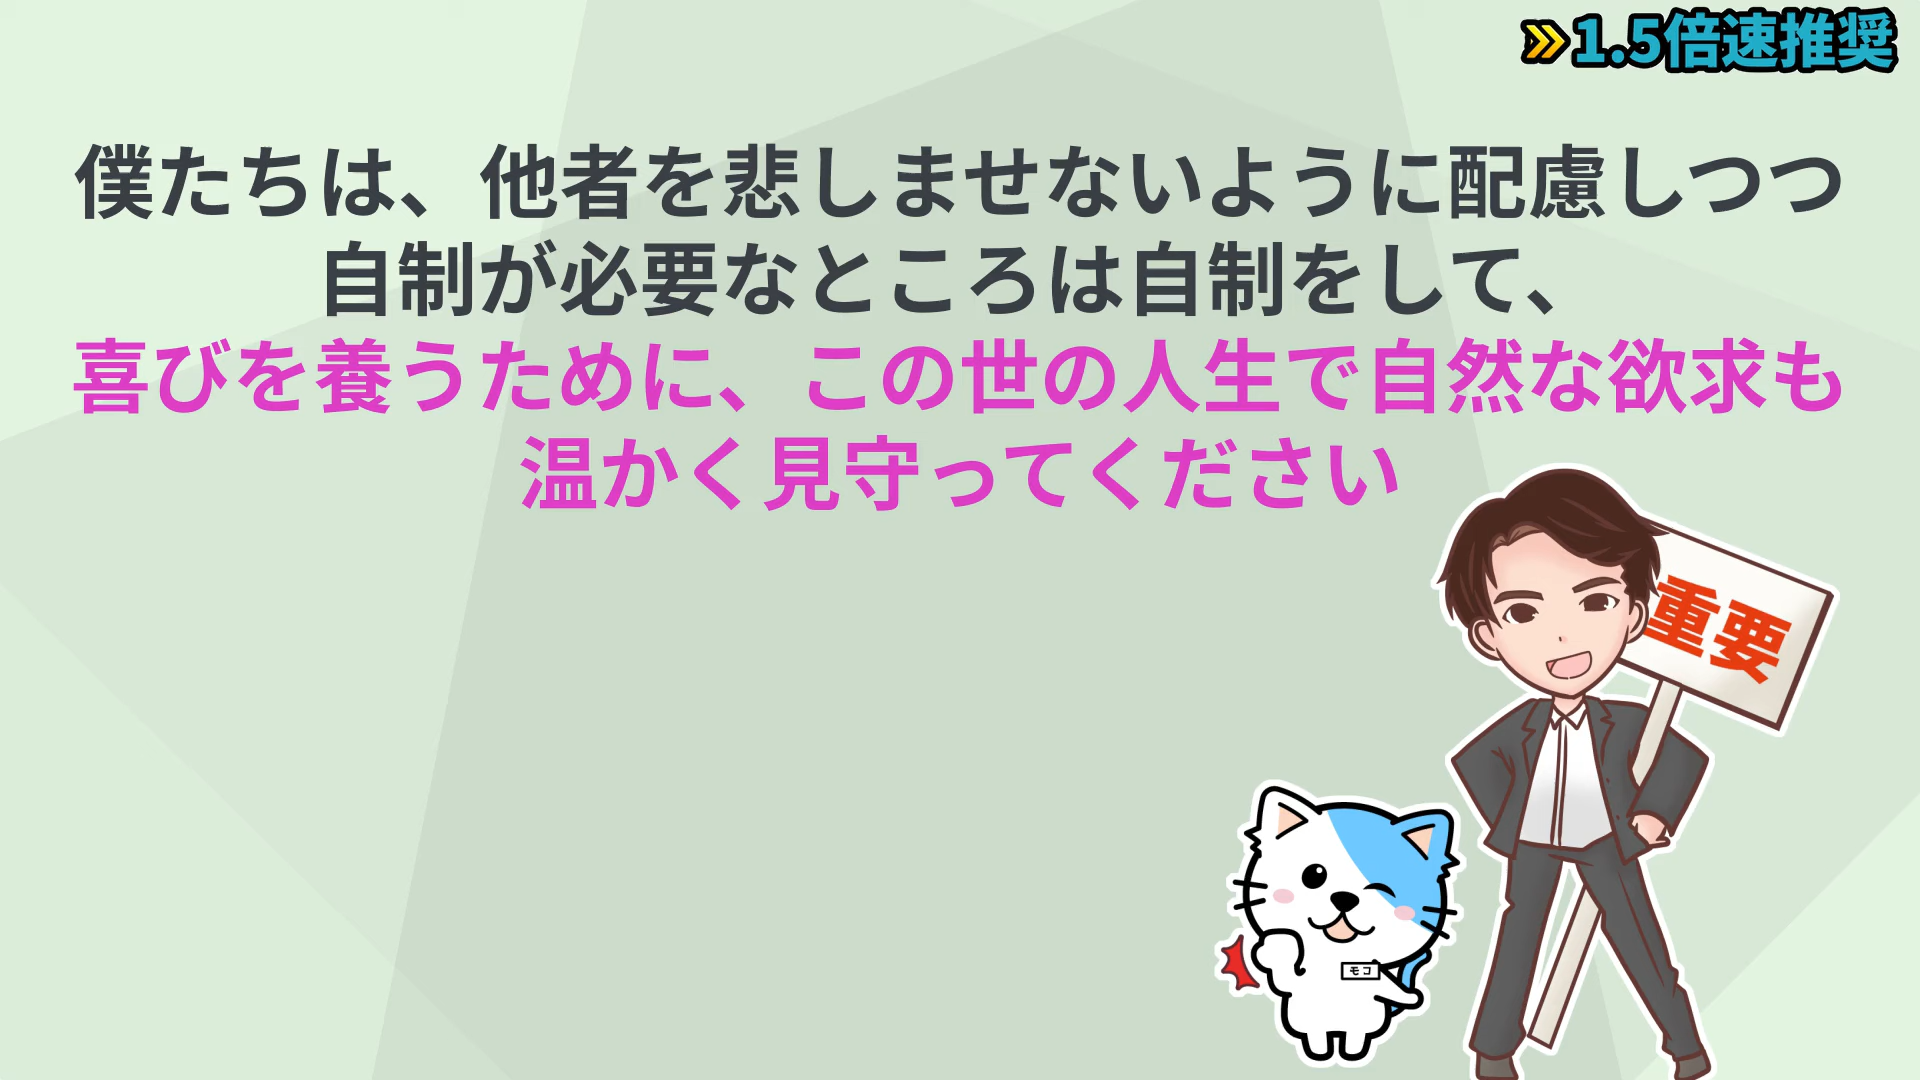 1.5倍速推奨
僕たちは、他者を悲しませないように配慮しつつ
自制が必要なところは自制をして、
喜びを養うために、この世の人生で自然な欲求も
温かく見守ってください
重要
モコ